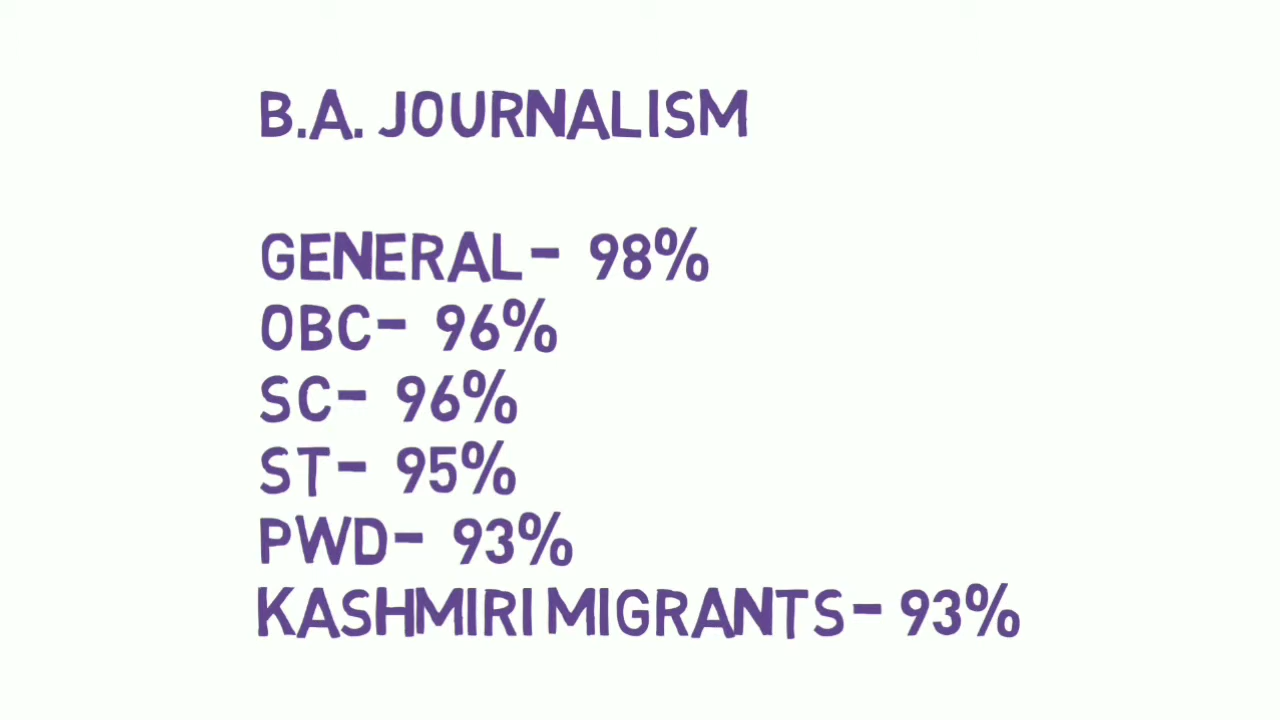 B.A. JOURNALISM
GENERAL- 98%
OBC- 96%
SC- 96%
ST- 95%
PWD- 93%
KASHMIRI MIGRANTS- 93%